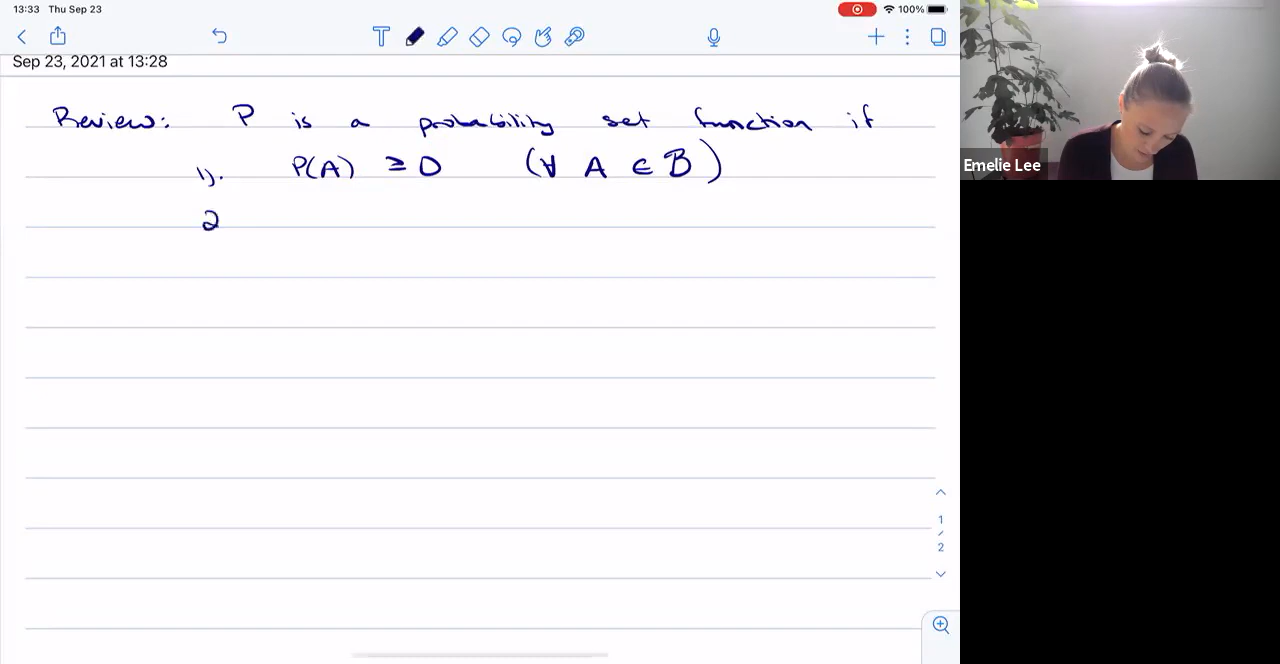 13:33 Thu Sep 23
100%
Sep 23, 2021 at 13:28
Review: P is a probability set function if
1). P(A) ≥ 0 (∀ A ∈ B)
2
1
2
Emelie Lee